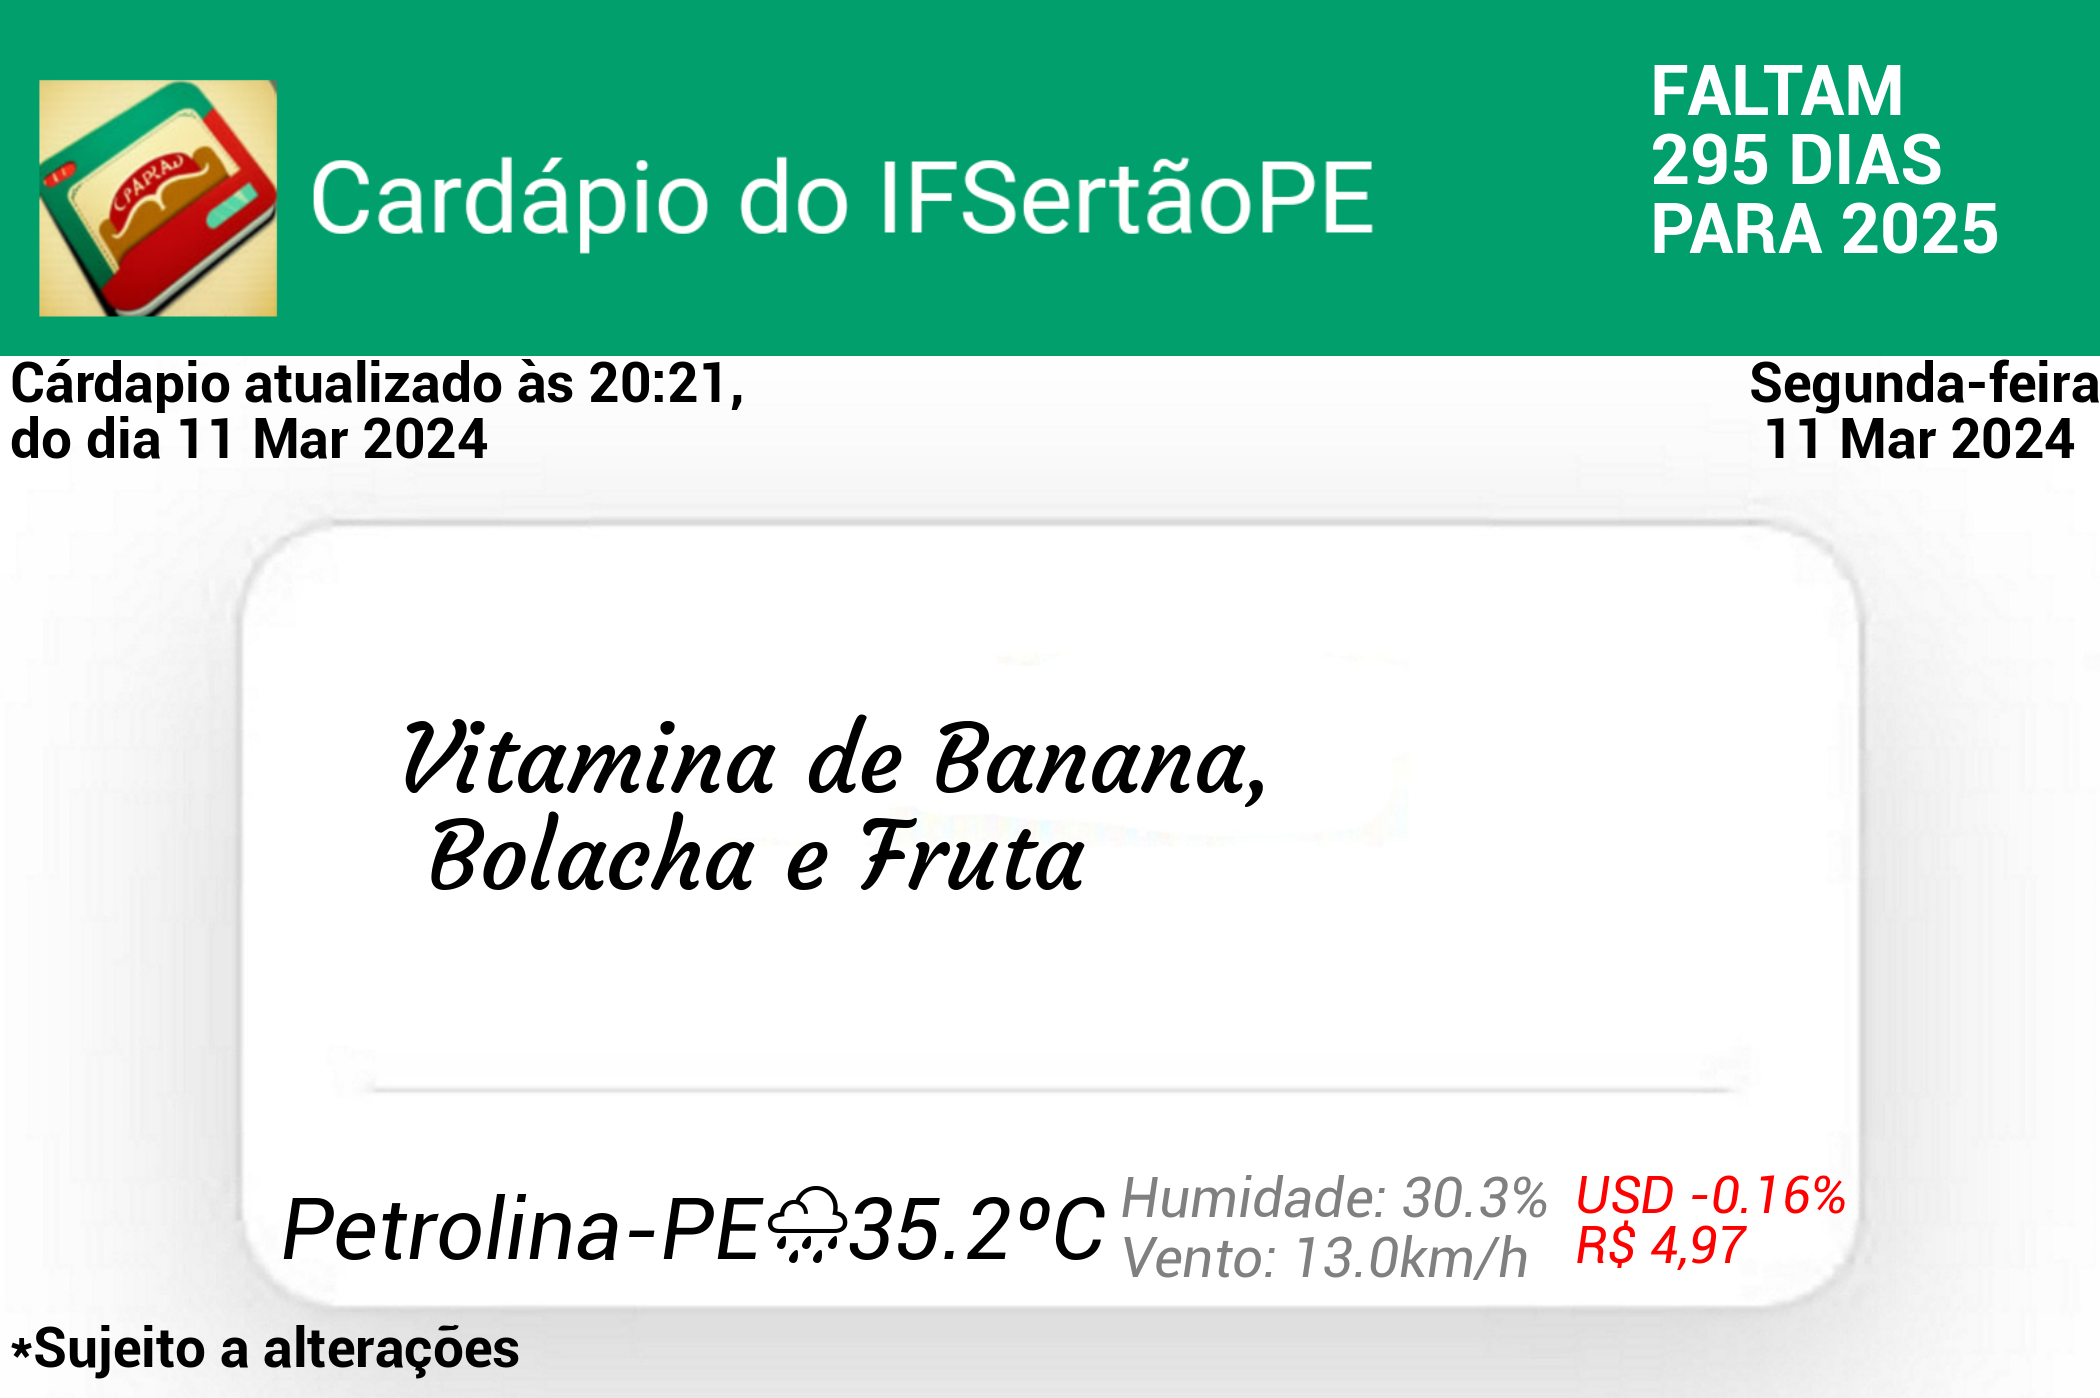 Cardápio do IFSertãoPE
FALTAM
295 DIAS
PARA 2025
Cárdapio atualizado às 20:21,
do dia 11 Mar 2024
Segunda-feira
11 Mar 2024
Vitamina de Banana,
Bolacha e Fruta
Petrolina-PE 35.2ºC
Humidade: 30.3%
Vento: 13.0km/h
USD -0.16%
R$ 4,97
*Sujeito a alterações